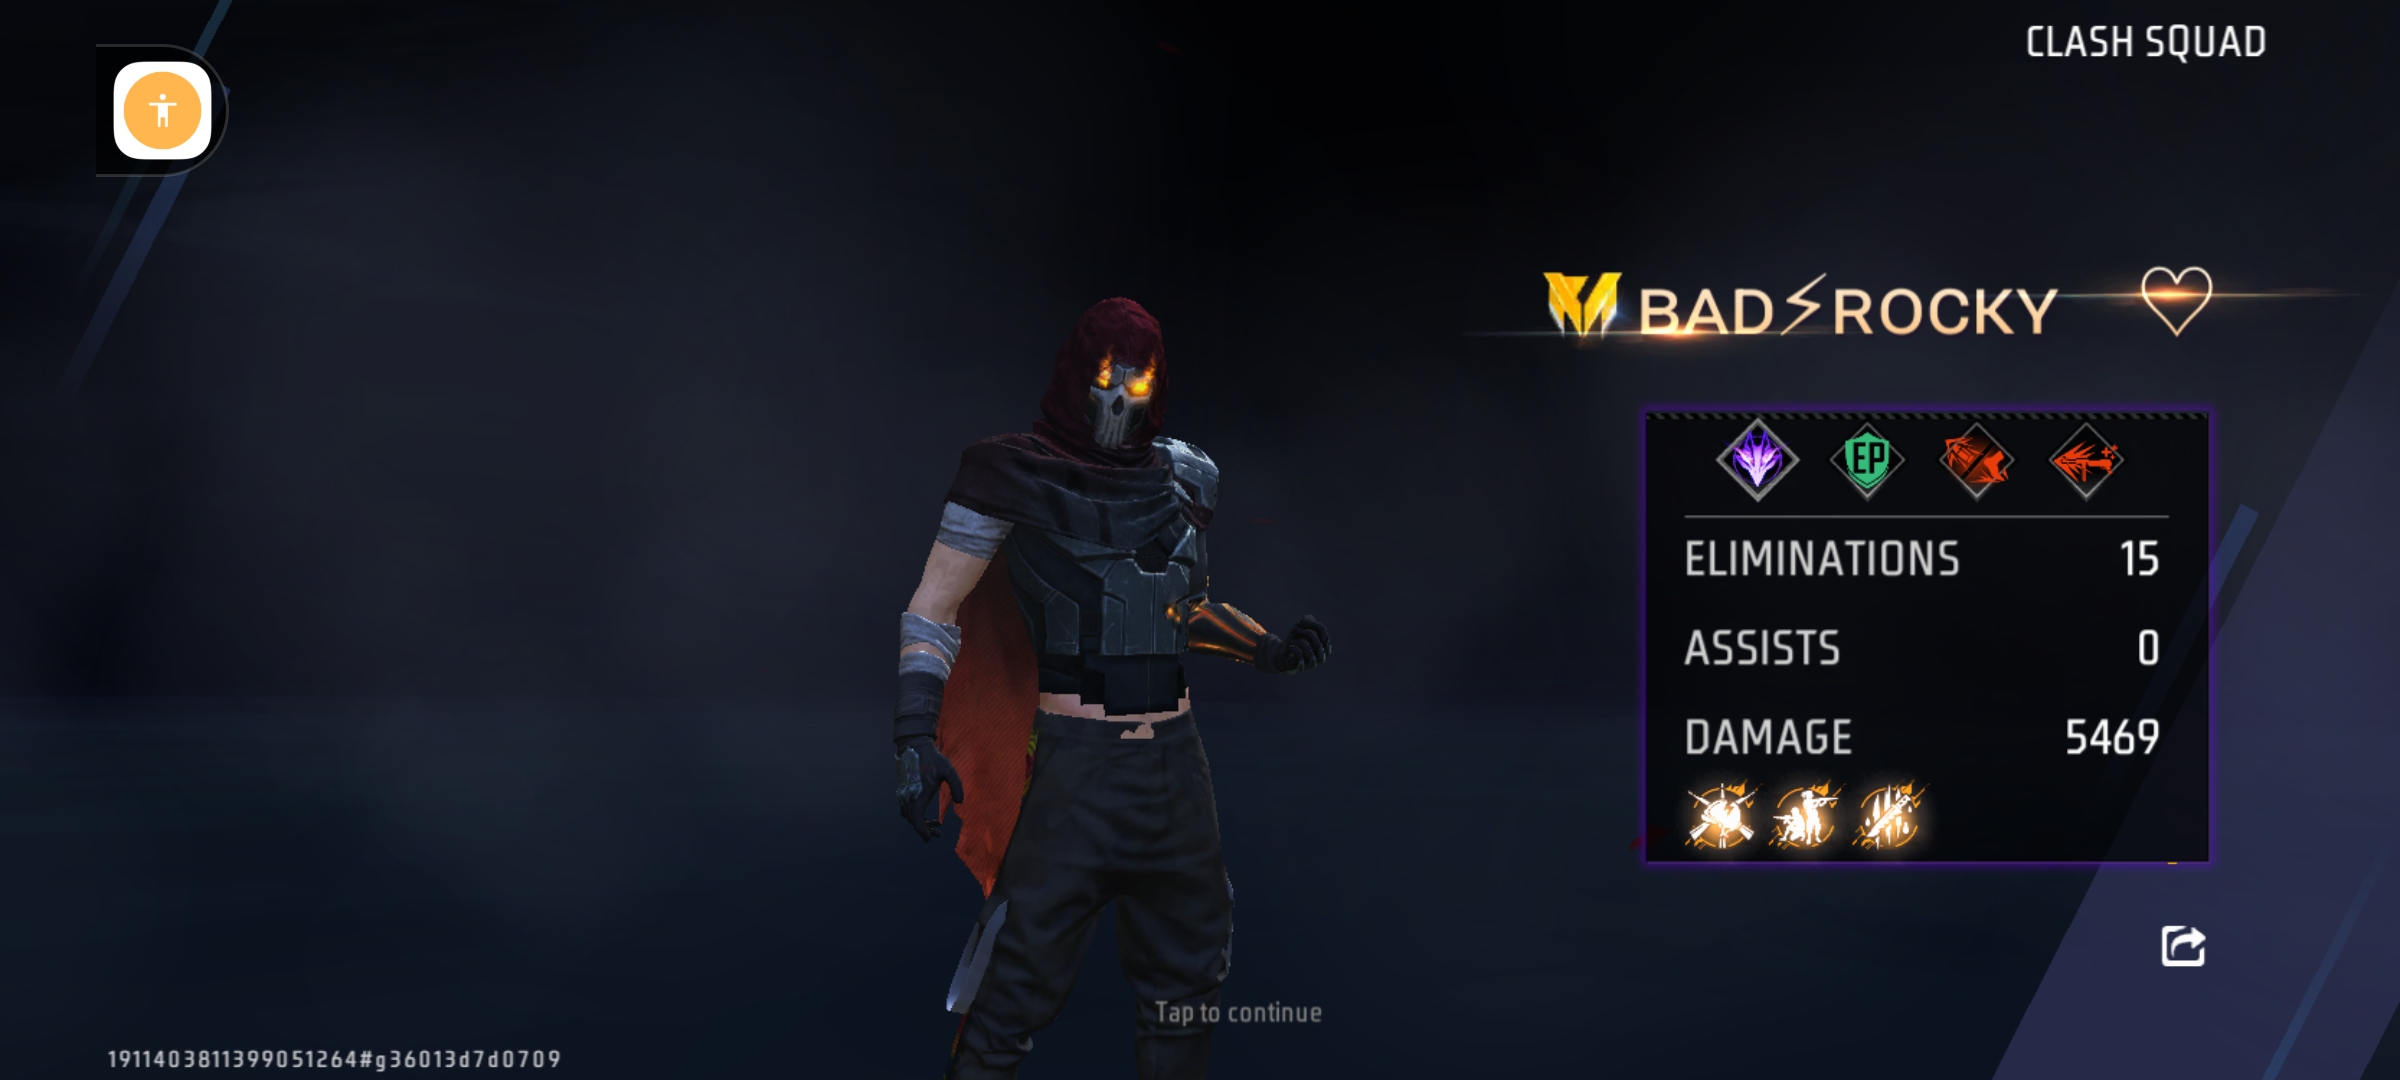 CLASH SQUAD
BAD⚡ROCKY
EP
ELIMINATIONS 15
ASSISTS 0
DAMAGE 5469
Tap to continue
1911403811399051264#g36013d7d0709